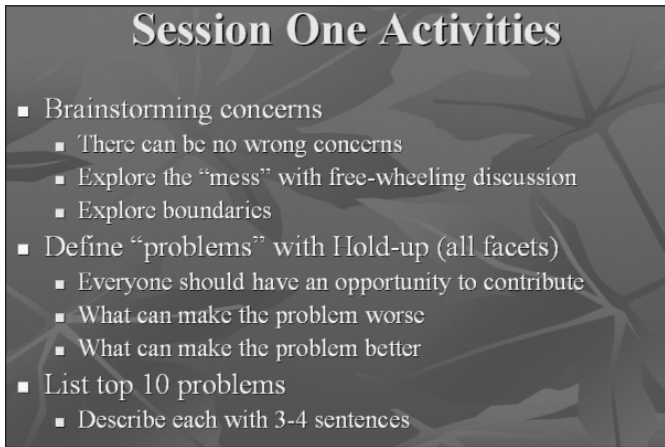 Session One Activities
Brainstorming concerns
There can be no wrong concerns
Explore the “mess” with free-wheeling discussion
Explore boundaries
Define “problems” with Hold-up (all facets)
Everyone should have an opportunity to contribute
What can make the problem worse
What can make the problem better
List top 10 problems
Describe each with 3-4 sentences